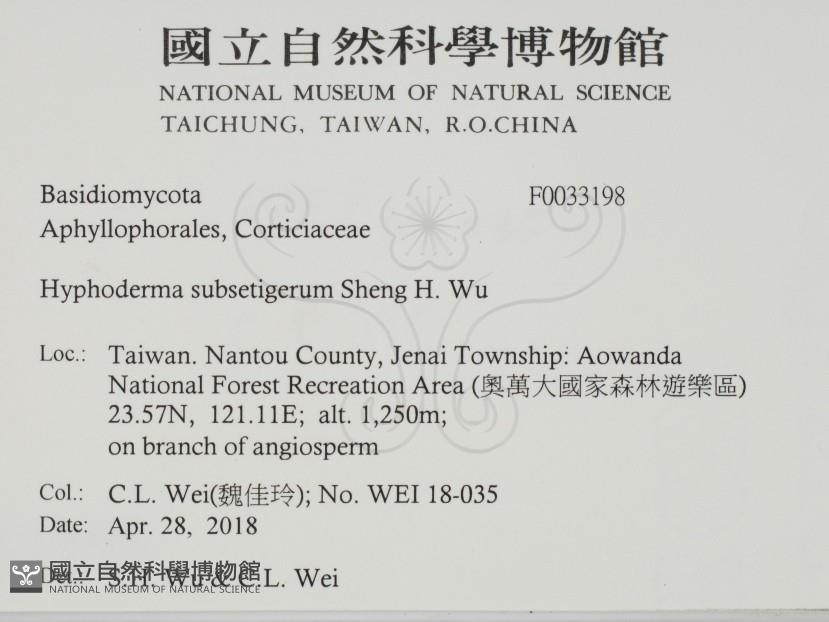 國立自然科學博物館
NATIONAL MUSEUM OF NATURAL SCIENCE
TAICHUNG, TAIWAN, R.O.CHINA
Basidiomycota F0033198
Aphyllophorales, Corticiaceae
Hyphoderma subsetigerum Sheng H. Wu
Loc.: Taiwan. Nantou County, Jenai Township: Aowanda
National Forest Recreation Area (奧萬大國家森林遊樂區)
23.57N, 121.11E; alt. 1,250m;
on branch of angiosperm
Col.: C.L. Wei(魏佳玲); No. WEI 18-035
Date: Apr. 28, 2018
Det.: S.H. Wu & C.L. Wei
國立自然科學博物館
NATIONAL MUSEUM OF NATURAL SCIENCE